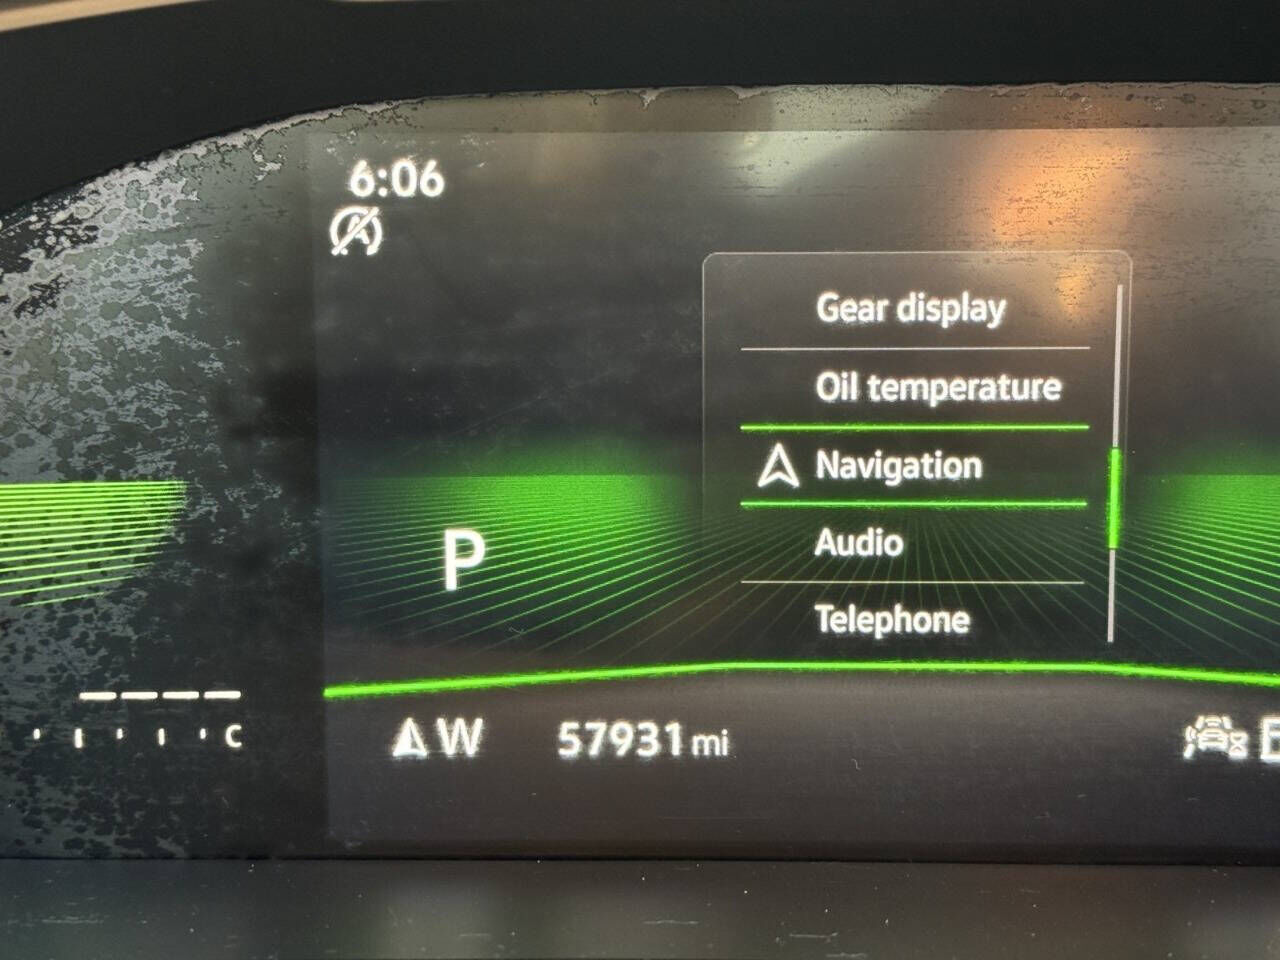 6:06
A
Gear display
Oil temperature
Navigation
Audio
Telephone
P
C
W 57931 mi